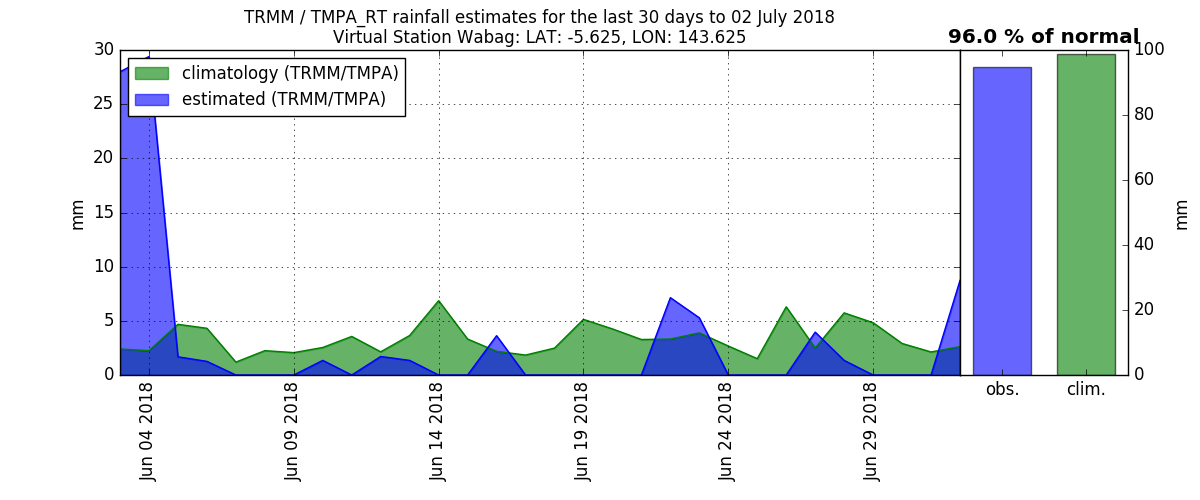 TRMM / TMPA_RT rainfall estimates for the last 30 days to 02 July 2018
Virtual Station Wabag: LAT: -5.625, LON: 143.625
96.0 % of normal
climatology (TRMM/TMPA)
estimated (TRMM/TMPA)
30
25
20
15
10
5
0
mm
Jun 04 2018
Jun 09 2018
Jun 14 2018
Jun 19 2018
Jun 24 2018
Jun 29 2018
obs.
clim.
100
80
60
40
20
0
mm